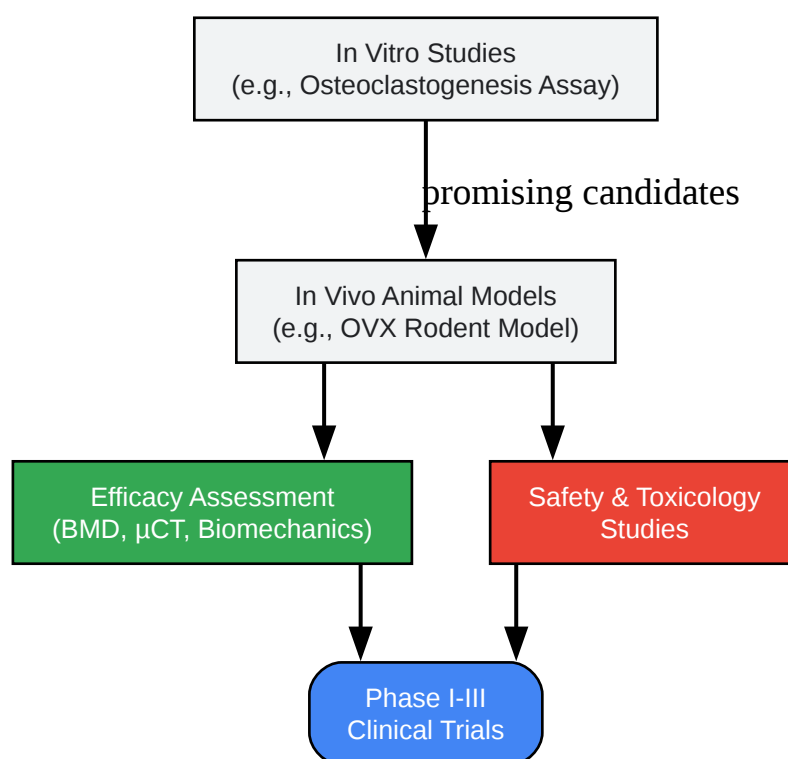 In Vitro Studies
(e.g., Osteoclastogenesis Assay)
promising candidates
In Vivo Animal Models
(e.g., OVX Rodent Model)
Efficacy Assessment
(BMD, µCT, Biomechanics)
Safety & Toxicology
Studies
Phase I-III
Clinical Trials